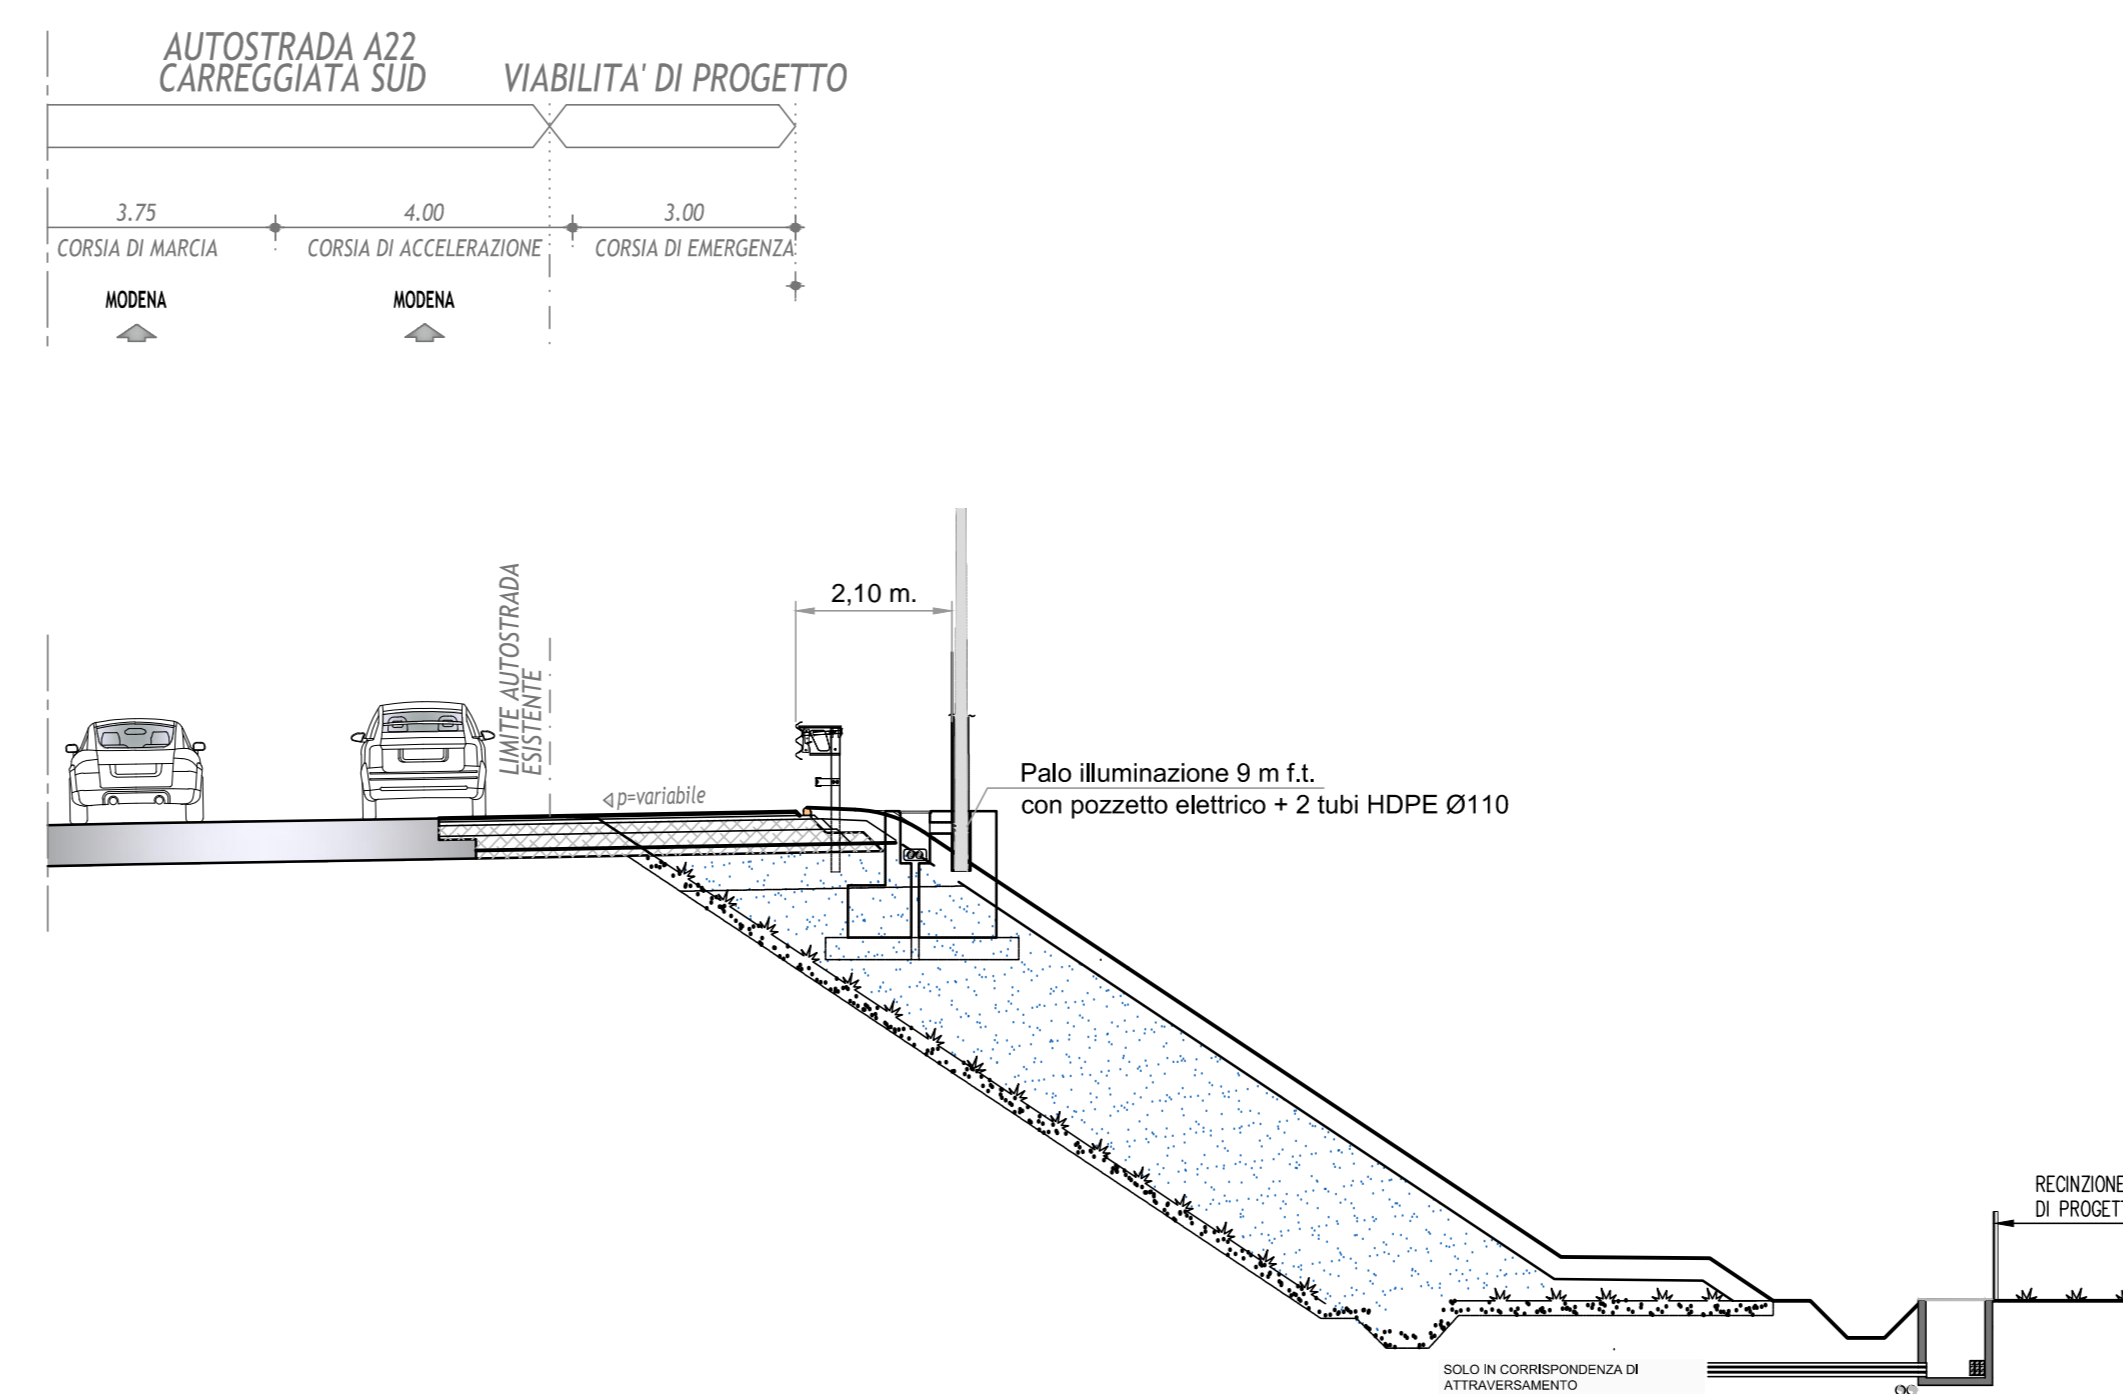 AUTOSTRADA A22
CARREGGIATA SUD
VIABILITA' DI PROGETTO
3.75
4.00
3.00
CORSIA DI MARCIA
CORSIA DI ACCELERAZIONE
CORSIA DI EMERGENZA
MODENA
MODENA
LIMITE AUTOSTRADA
ESISTENTE
2,10 m.
p=variabile
Palo illuminazione 9 m f.t.
con pozzetto elettrico + 2 tubi HDPE Ø110
RECINZIONE
DI PROGETT
SOLO IN CORRISPONDENZA DI
ATTRAVERSAMENTO